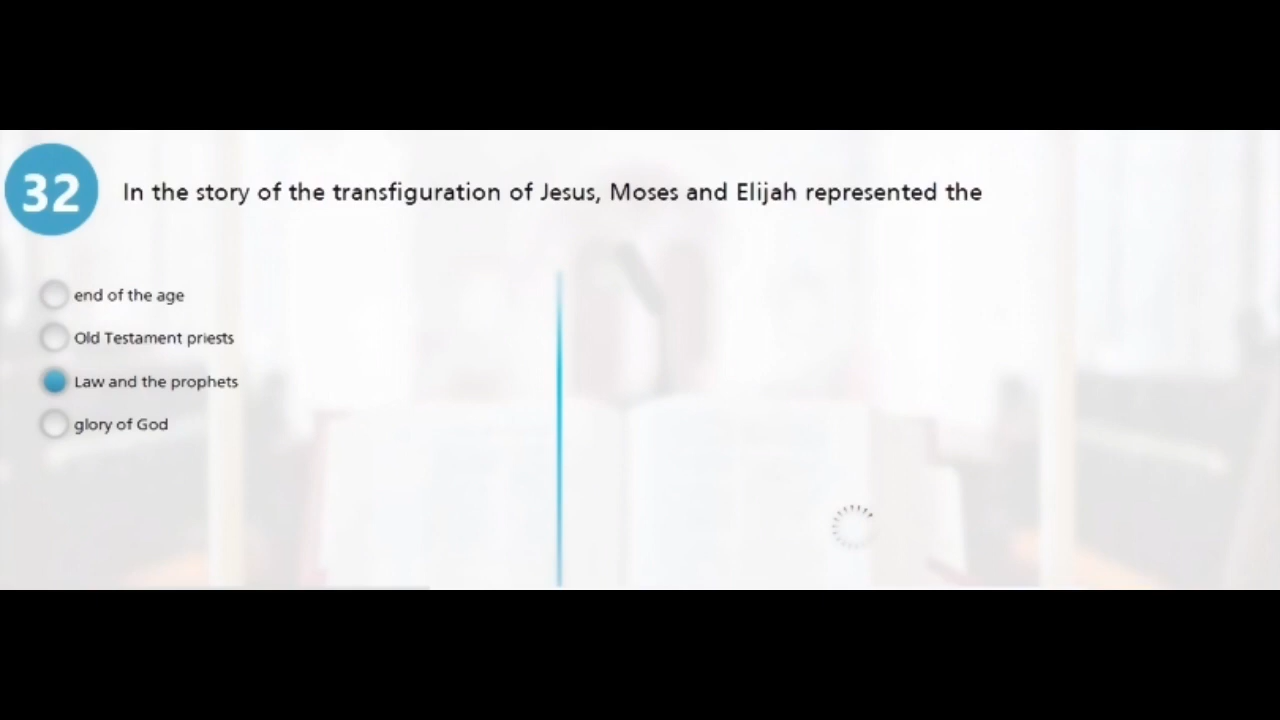 32
In the story of the transfiguration of Jesus, Moses and Elijah represented the
end of the age
Old Testament priests
Law and the prophets
glory of God